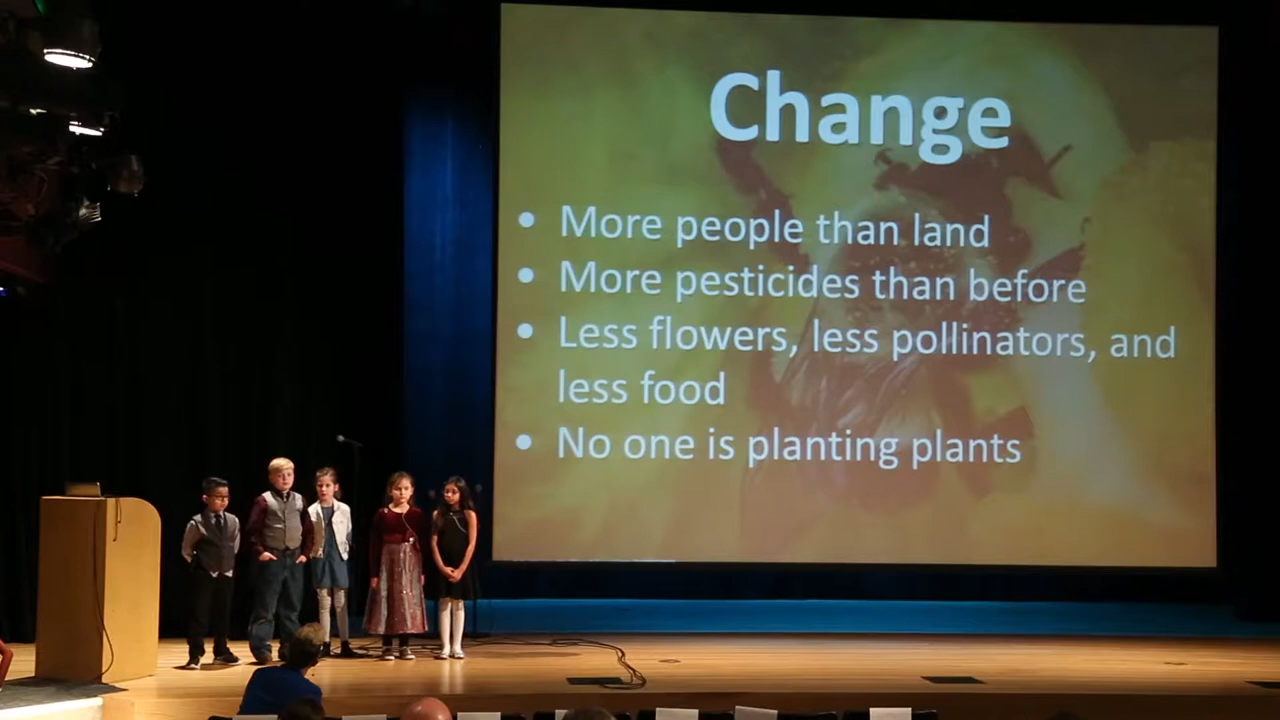 Change
• More people than land
• More pesticides than before
• Less flowers, less pollinators, and
less food
• No one is planting plants